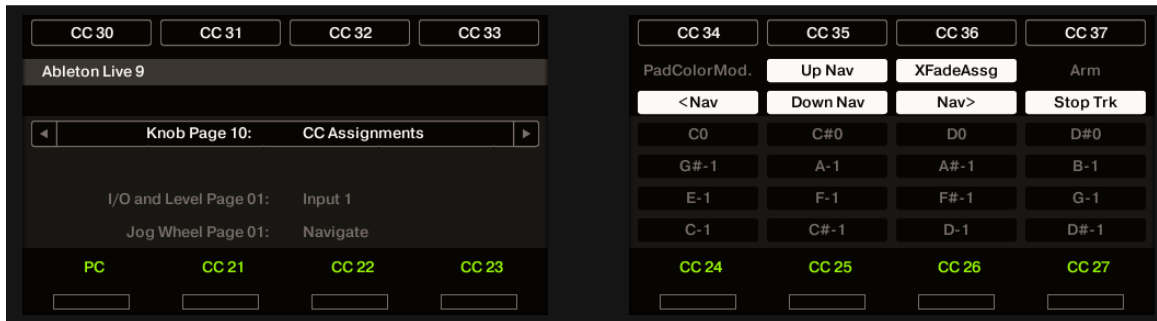 CC 30 CC 31 CC 32 CC 33
Ableton Live 9
Knob Page 10: CC Assignments
I/O and Level Page 01: Input 1
Jog Wheel Page 01: Navigate
PC CC 21 CC 22 CC 23
CC 34 CC 35 CC 36 CC 37
PadColorMod. Up Nav XFadeAssg Arm
<Nav Down Nav Nav> Stop Trk
C0 C#0 D0 D#0
G#-1 A-1 A#-1 B-1
E-1 F-1 F#-1 G-1
C-1 C#-1 D-1 D#-1
CC 24 CC 25 CC 26 CC 27